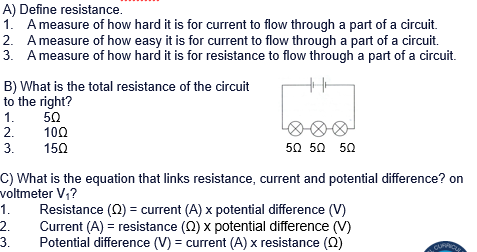 A) Define resistance.
1. A measure of how hard it is for current to flow through a part of a circuit.
2. A measure of how easy it is for current to flow through a part of a circuit.
3. A measure of how hard it is for resistance to flow through a part of a circuit.
B) What is the total resistance of the circuit
to the right?
1. 5Ω
2. 10Ω
3. 15Ω
5Ω 5Ω 5Ω
C) What is the equation that links resistance, current and potential difference? on
voltmeter V₁?
1. Resistance (Ω) = current (A) x potential difference (V)
2. Current (A) = resistance (Ω) x potential difference (V)
3. Potential difference (V) = current (A) x resistance (Ω)